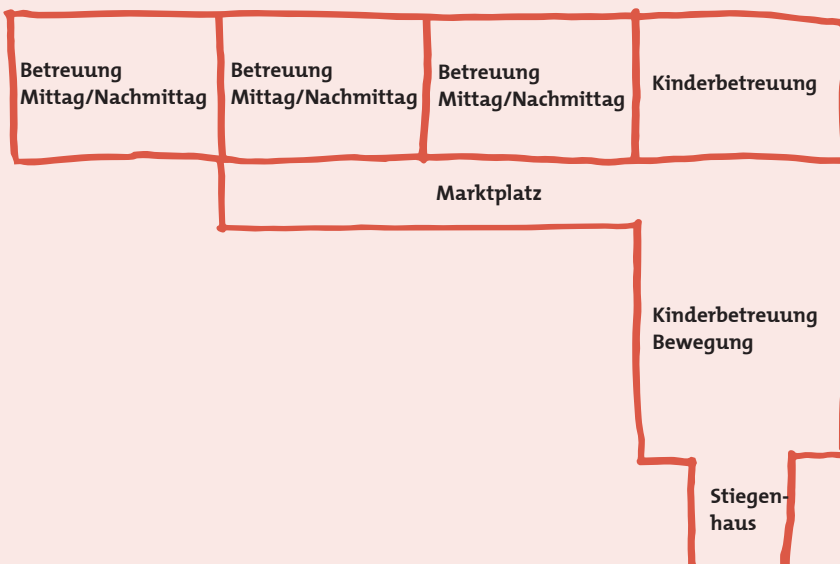 Betreuung
Mittag/Nachmittag
Betreuung
Mittag/Nachmittag
Betreuung
Mittag/Nachmittag
Kinderbetreuung
Marktplatz
Kinderbetreuung
Bewegung
Stiegen-
haus